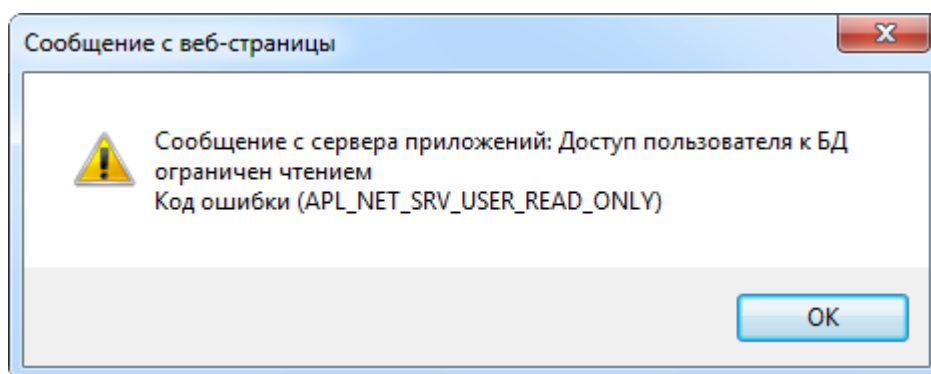 Сообщение с веб-страницы
Сообщение с сервера приложений: Доступ пользователя к БД
ограничен чтением
Код ошибки (APL_NET_SRV_USER_READ_ONLY)
OK